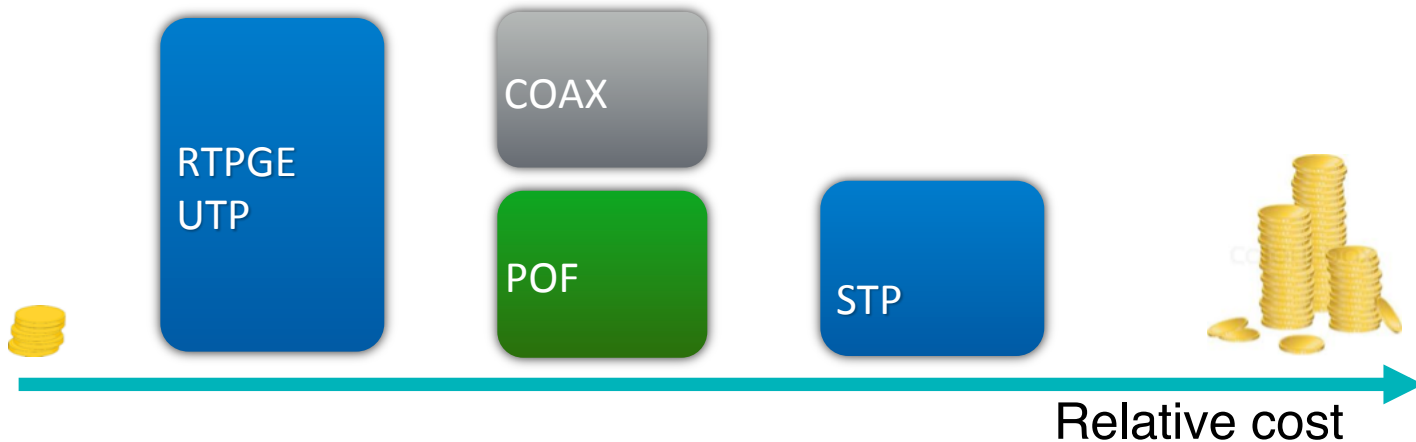 RTPGE
UTP
COAX
POF
STP
Relative cost